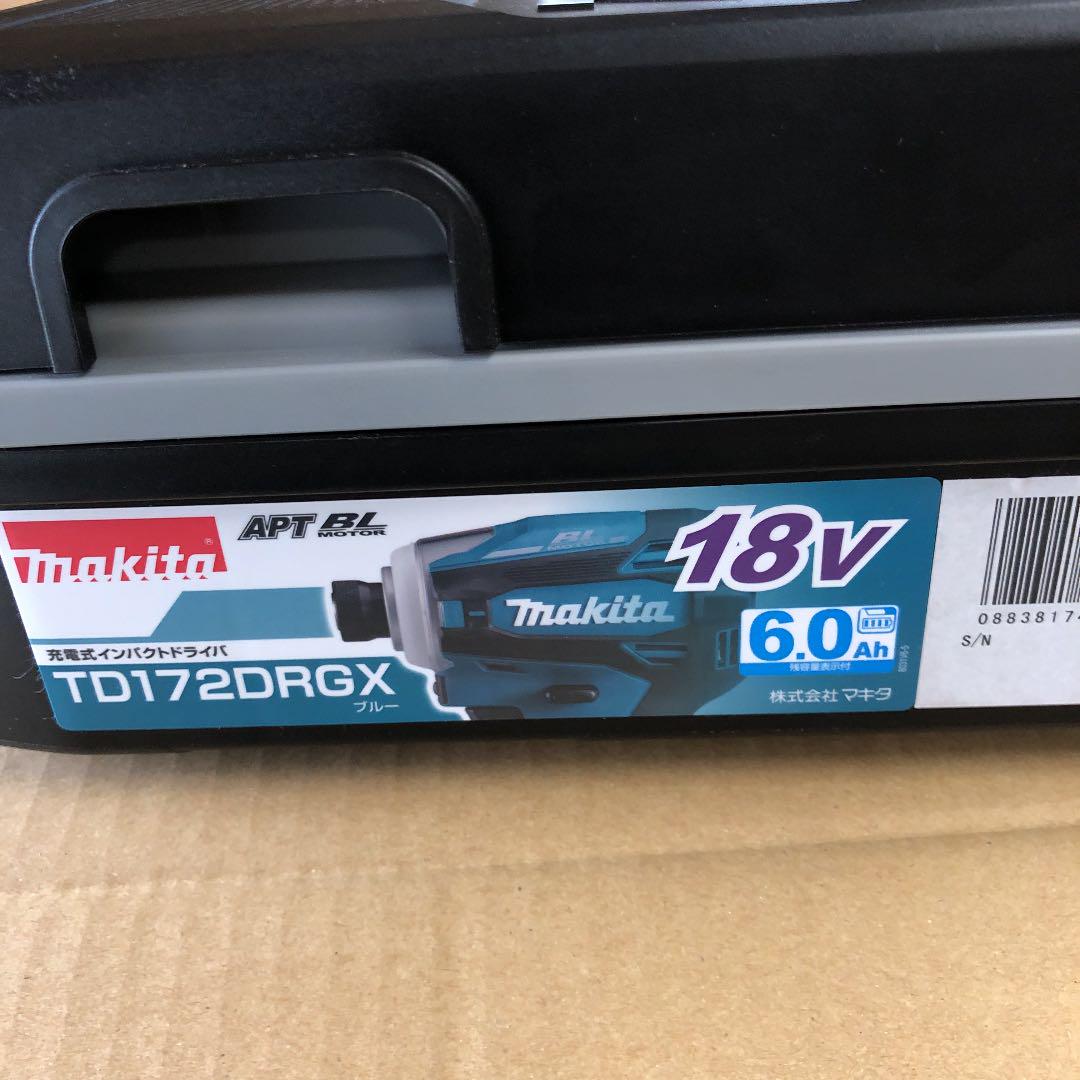 makita
APT BL MOTOR
BL
makita
18V
6.0Ah
残容量表示付
充電式インパクトドライバ
TD172DRGX
ブルー
株式会社マキタ
0883817
S/N